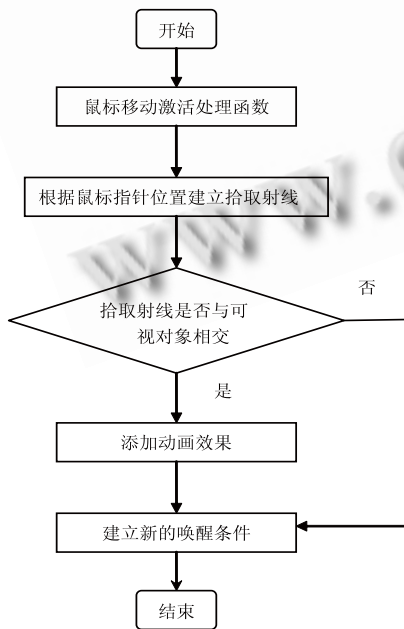 开始
鼠标移动激活处理函数
根据鼠标指针位置建立拾取射线
拾取射线是否与可
视对象相交
否
是
添加动画效果
建立新的唤醒条件
结束
www.